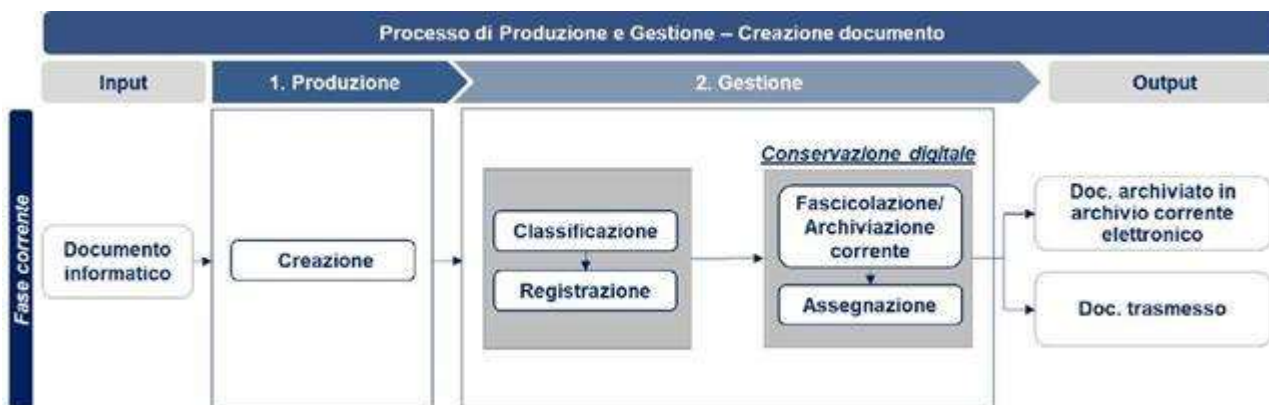 Processo di Produzione e Gestione – Creazione documento
Input
1. Produzione
2. Gestione
Output
Fase corrente
Documento
informatico
Creazione
Classificazione
Registrazione
Conservazione digitale
Fascicolazione/
Archiviazione
corrente
Assegnazione
Doc. archiviato in
archivio corrente
elettronico
Doc. trasmesso